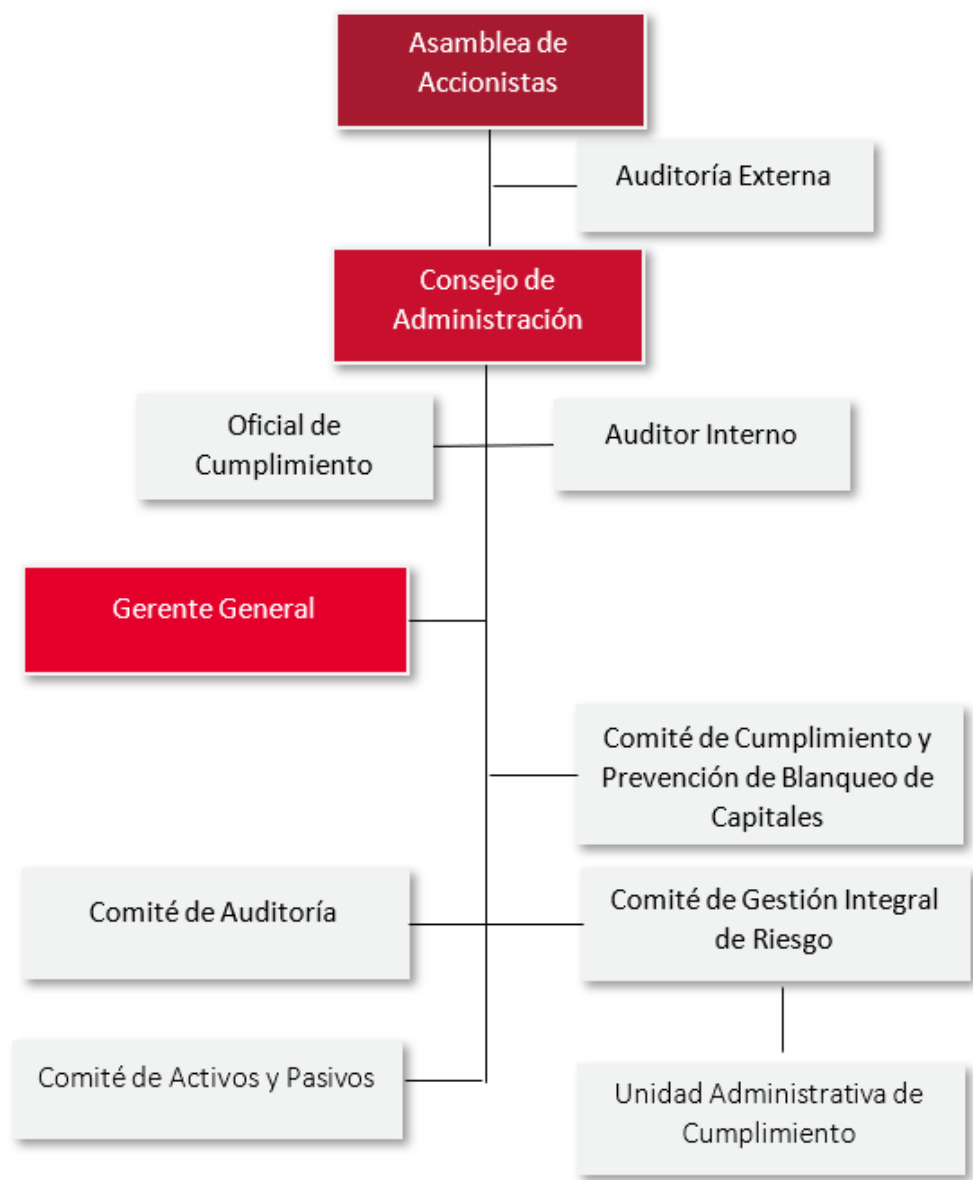 Asamblea de
Accionistas
Auditoría Externa
Consejo de
Administración
Oficial de
Cumplimiento
Auditor Interno
Gerente General
Comité de Cumplimiento y
Prevención de Blanqueo de
Capitales
Comité de Auditoría
Comité de Gestión Integral
de Riesgo
Comité de Activos y Pasivos
Unidad Administrativa de
Cumplimiento